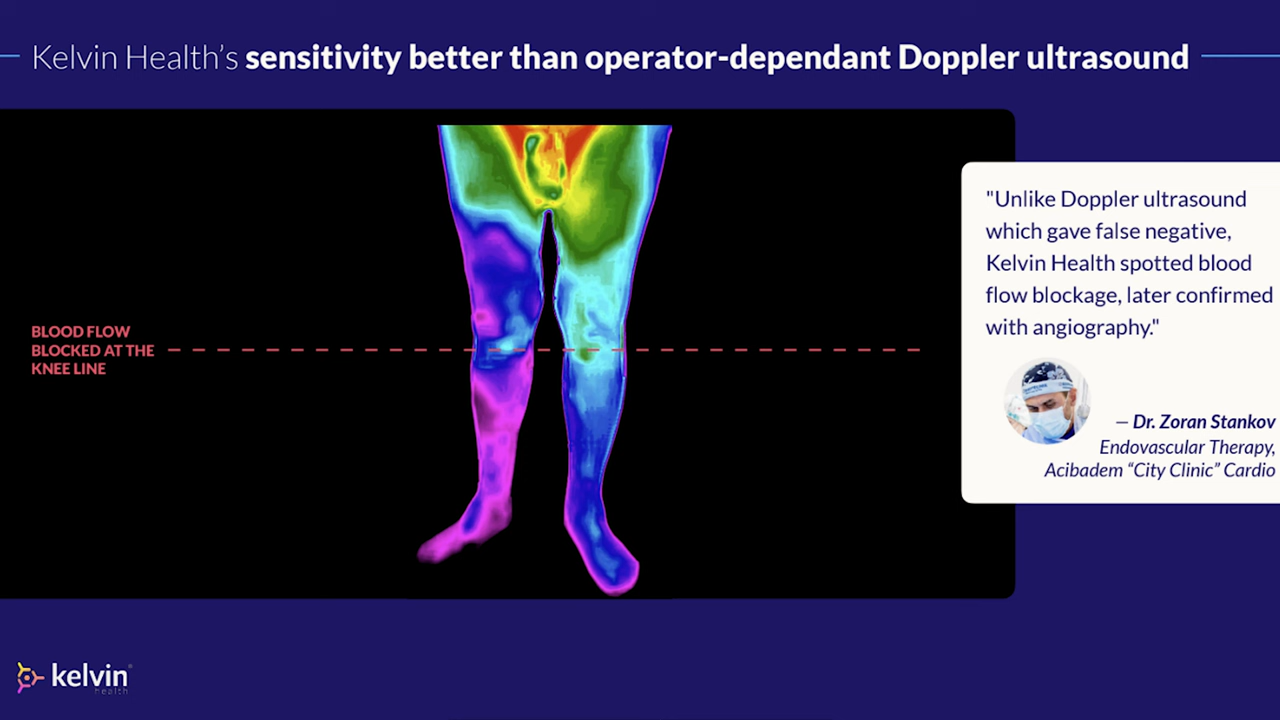 Kelvin Health's sensitivity better than operator-dependant Doppler ultrasound
BLOOD FLOW
BLOCKED AT THE
KNEE LINE
"Unlike Doppler ultrasound
which gave false negative,
Kelvin Health spotted blood
flow blockage, later confirmed
with angiography."
— Dr. Zoran Stankov
Endovascular Therapy,
Acibadem “City Clinic” Cardio
kelvin
health